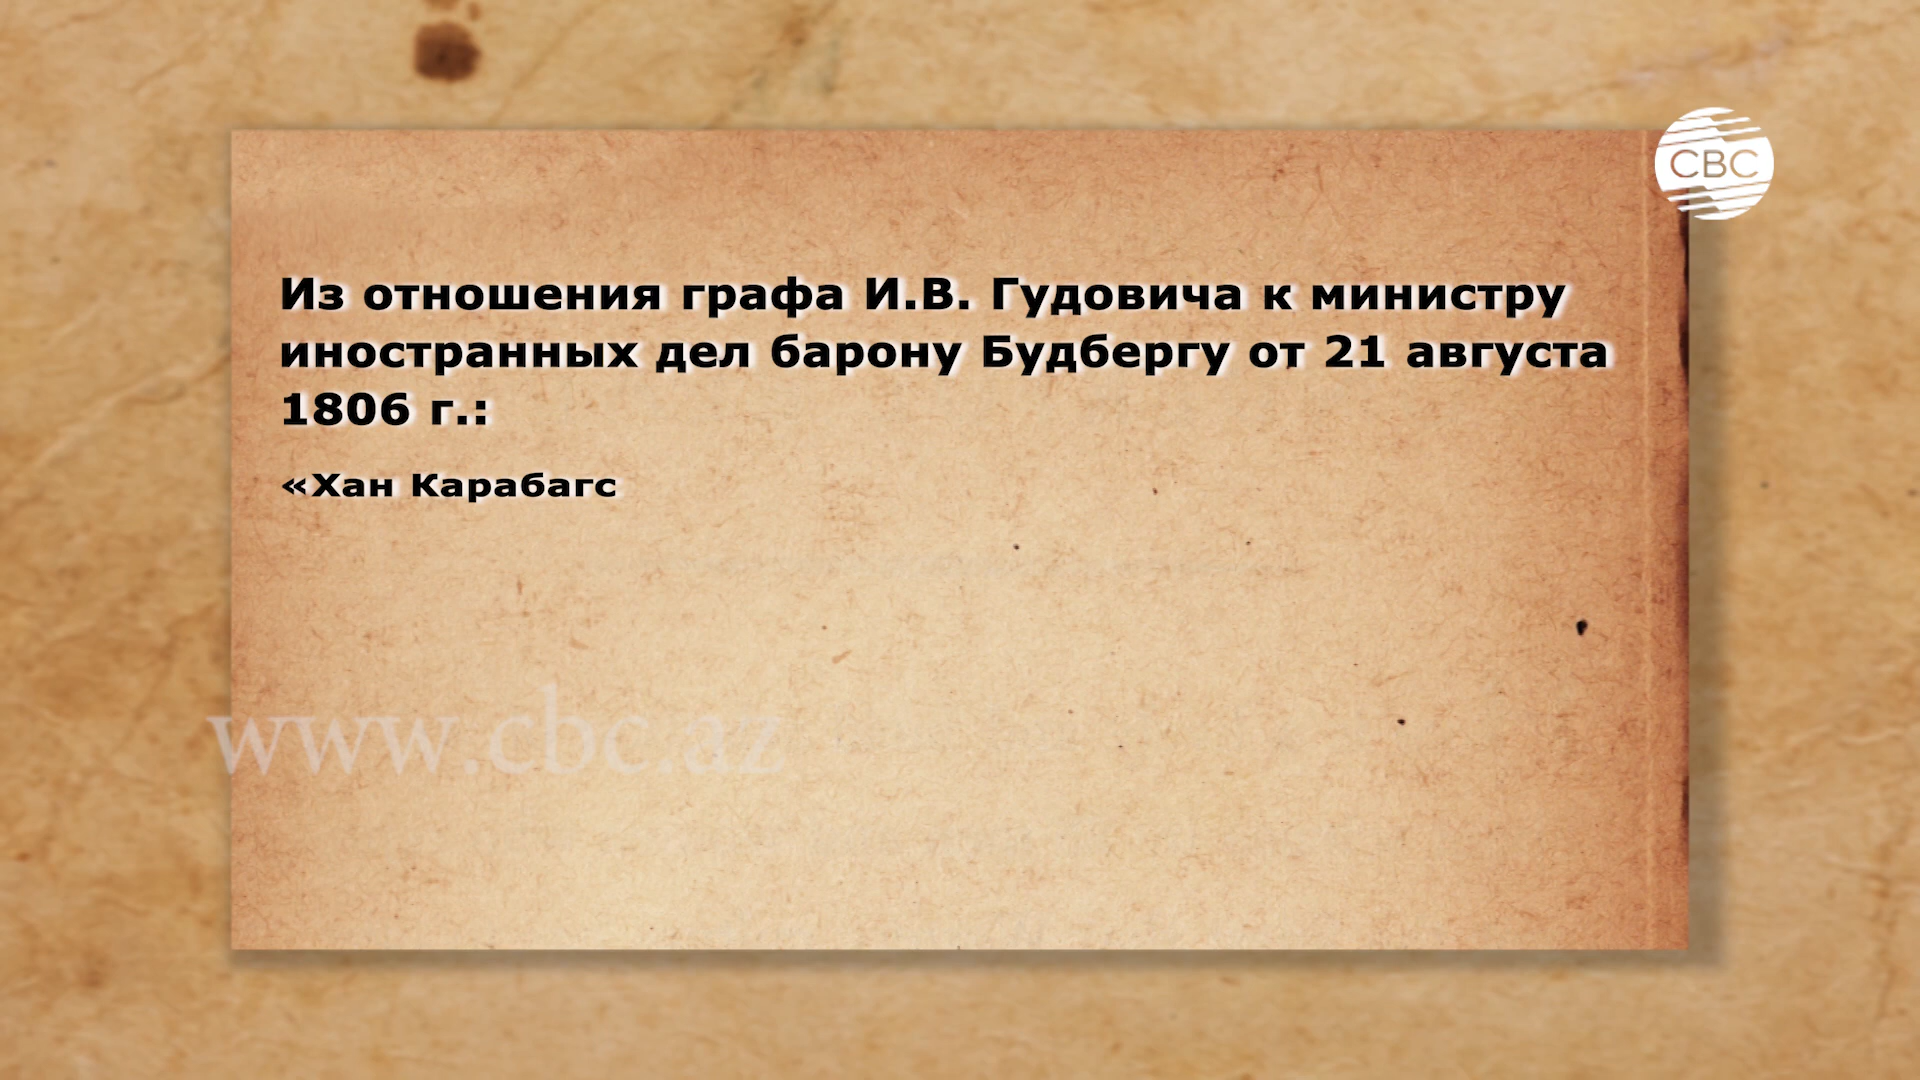 CBC
Из отношения графа И.В. Гудовича к министру
иностранных дел барону Будбергу от 21 августа
1806 г.:
«Хан Карабагс
www.cbc.az